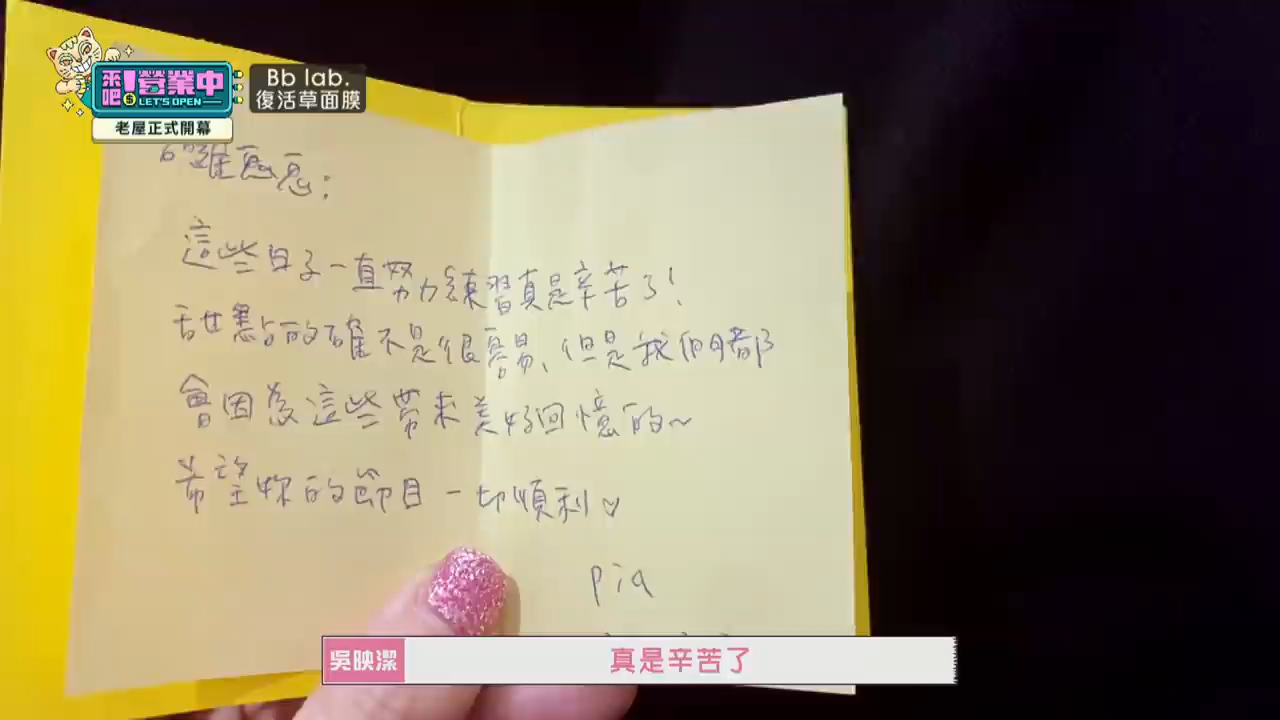 來吧!營業中
LET'S OPEN
老屋正式開幕
Bb lab.
復活草面膜
這些日子一直努力練習真是辛苦了!
甜點的確不是很容易、但是我們都
會因為這些帶來美好回憶的~
希望妳的節目一切順利♡
pia
吳映潔
真是辛苦了